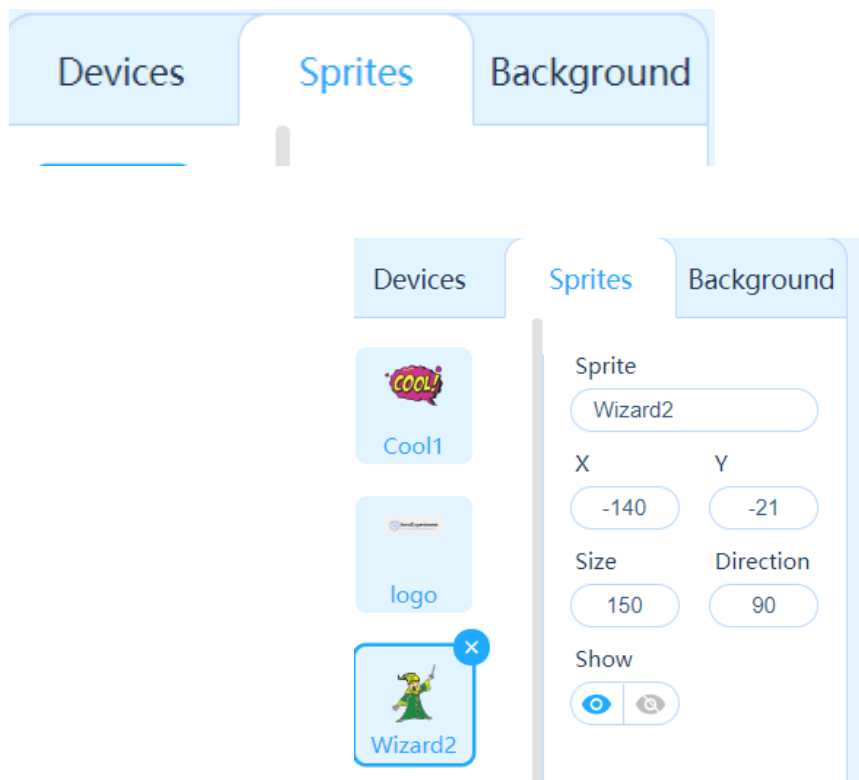 Devices Sprites Background
Devices Sprites Background
COOL!
Cool1
logo
Wizard2
Sprite
Wizard2
X Y
-140 -21
Size Direction
150 90
Show